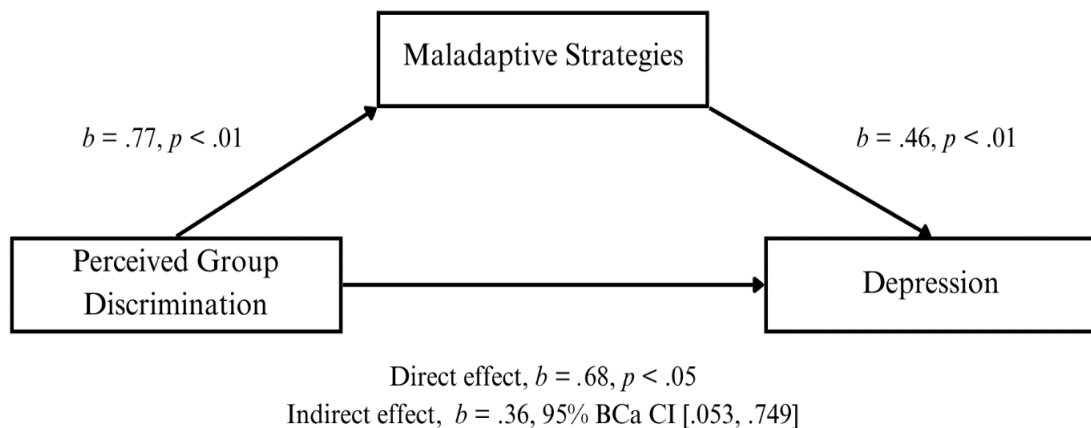 Maladaptive Strategies
b = .77, p < .01
b = .46, p < .01
Perceived Group
Discrimination
Depression
Direct effect, b = .68, p < .05
Indirect effect,  b = .36, 95% BCa CI [.053, .749]